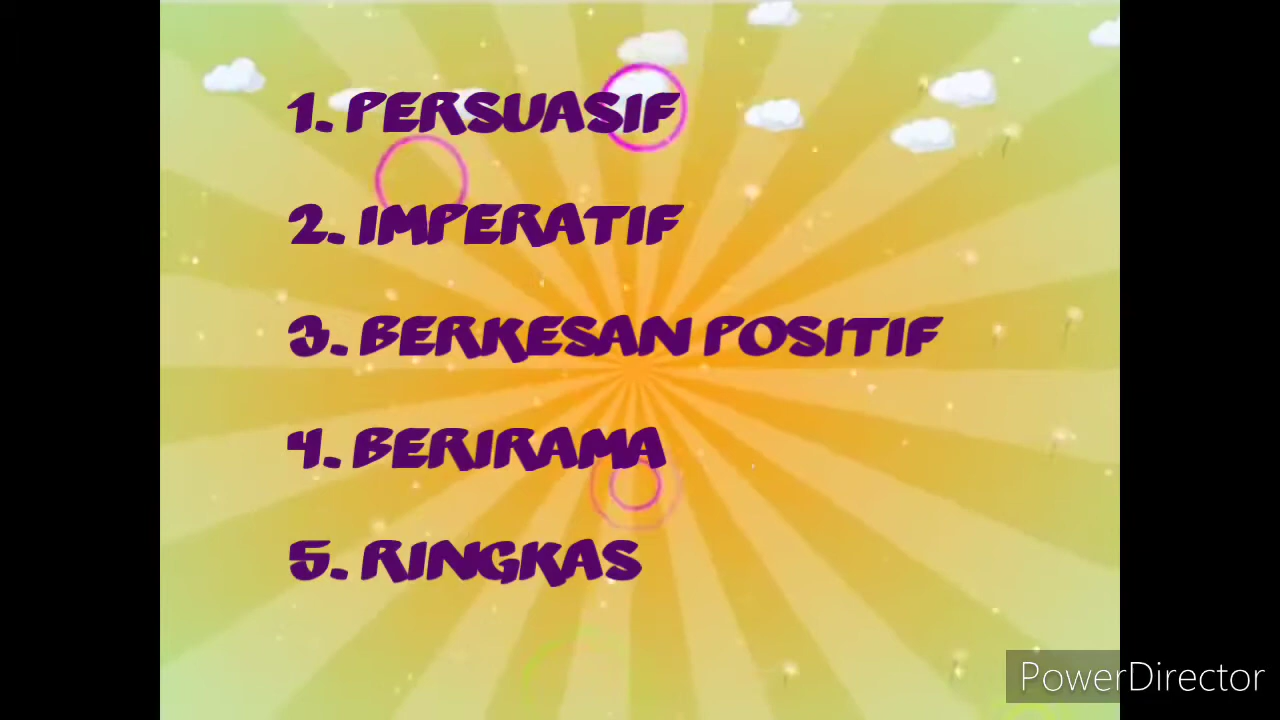 1. PERSUASIF
2. IMPERATIF
3. BERKESAN POSITIF
4. BERIRAMA
5. RINGKAS
PowerDirector